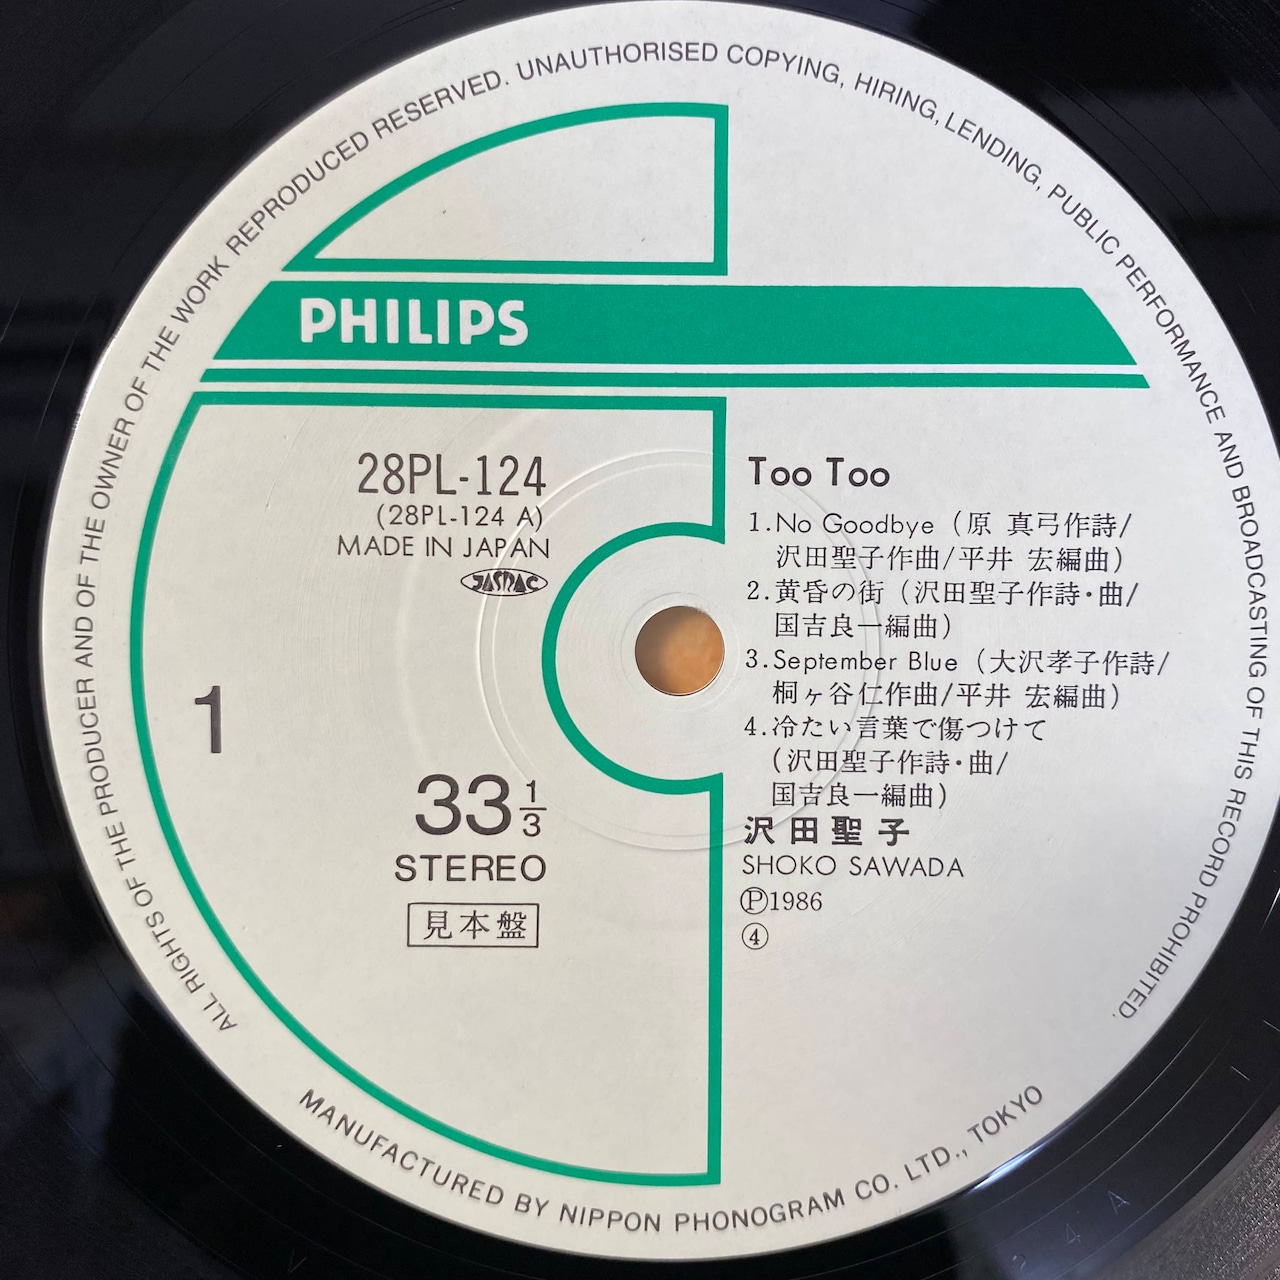 ALL RIGHTS OF THE PRODUCER AND OF THE OWNER OF THE WORK REPRODUCED RESERVED. UNAUTHORISED COPYING, HIRING, LENDING, PUBLIC PERFORMANCE AND BROADCASTING OF THIS RECORD PROHIBITED.
PHILIPS
28PL-124
(28PL-124 A)
MADE IN JAPAN
JASRAC
1
33 1/3
STEREO
見本盤
Too Too
1.No Goodbye (原 真弓作詩/
沢田聖子作曲/平井 宏編曲)
2.黄昏の街 (沢田聖子作詩・曲/
国吉良一編曲)
3.September Blue (大沢孝子作詩/
桐ヶ谷仁作曲/平井 宏編曲)
4.冷たい言葉で傷つけて
(沢田聖子作詩・曲/
国吉良一編曲)
沢田聖子
SHOKO SAWADA
Ⓟ1986
④
MANUFACTURED BY NIPPON PHONOGRAM CO. LTD., TOKYO